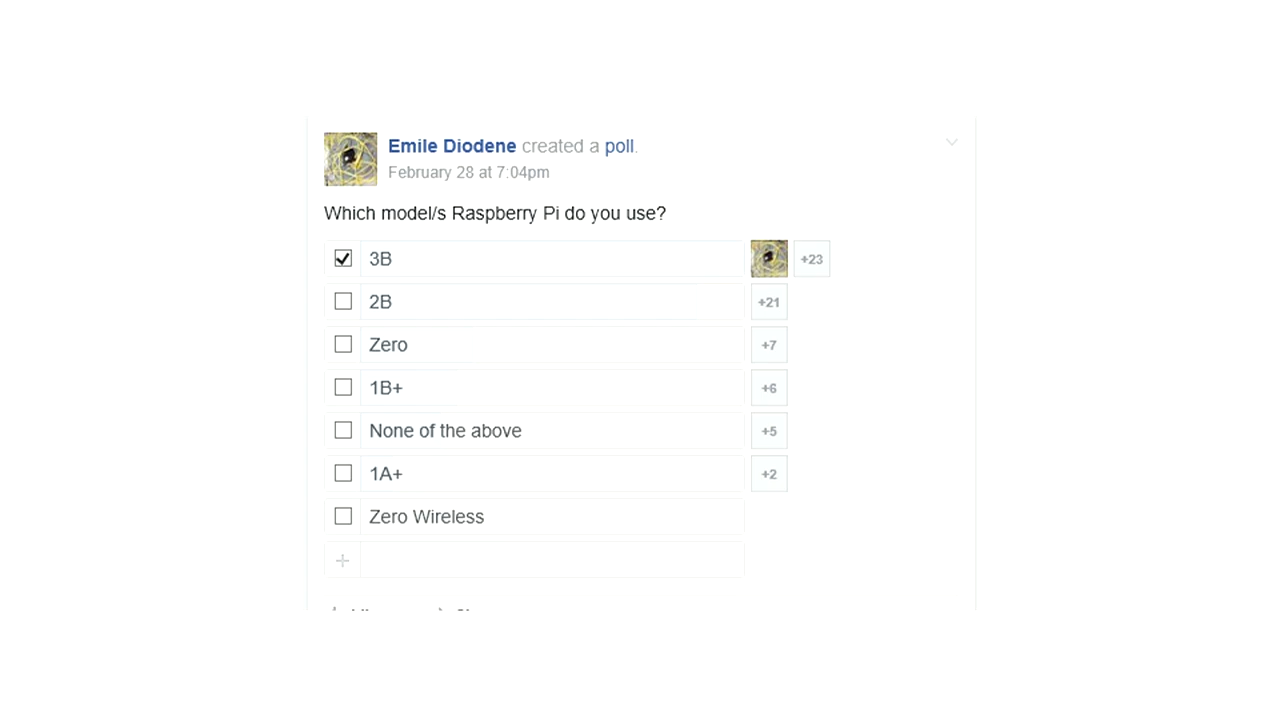 Emile Diodene created a poll.
February 28 at 7:04pm
Which model/s Raspberry Pi do you use?
3B +23
2B +21
Zero +7
1B+ +6
None of the above +5
1A+ +2
Zero Wireless